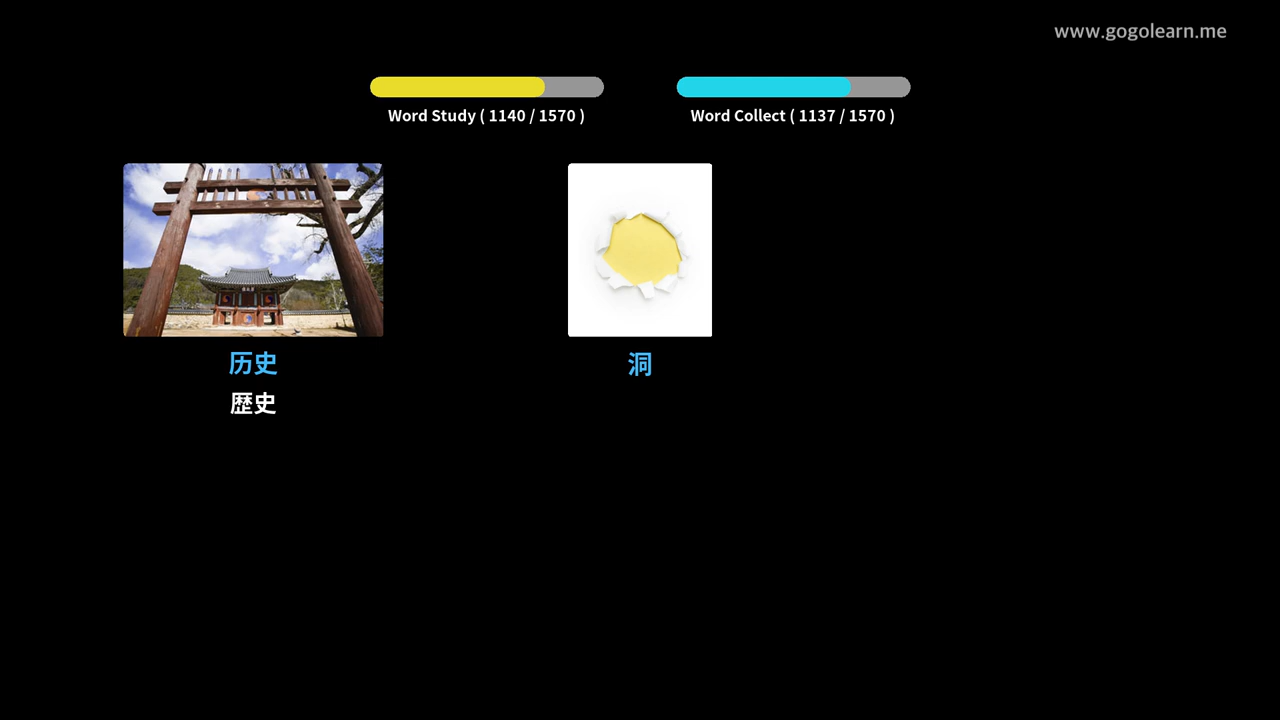 www.gogolearn.me
Word Study ( 1140 / 1570 )
Word Collect ( 1137 / 1570 )
历史
歴史
洞